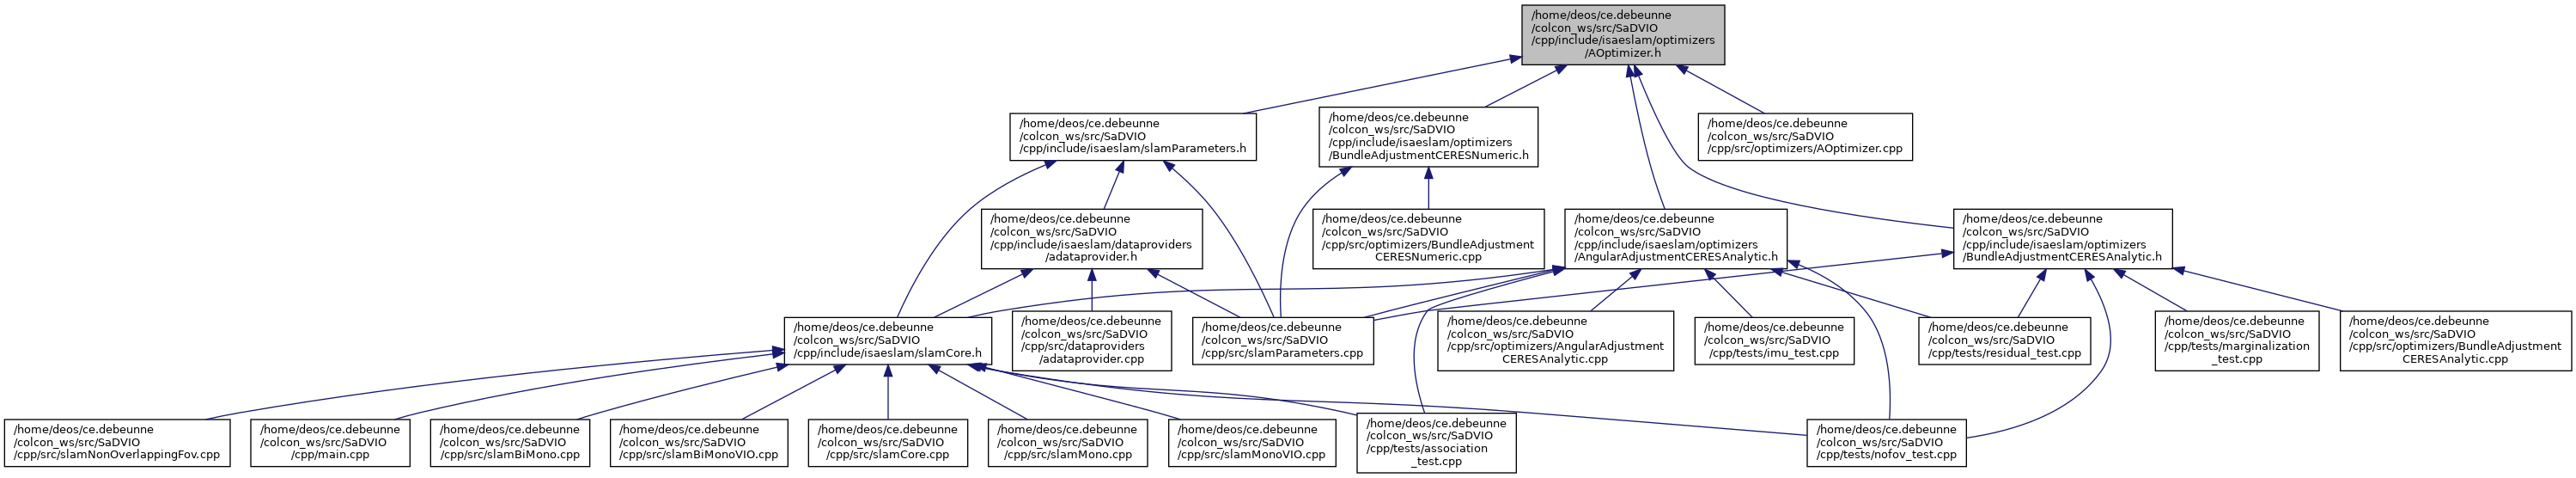 /home/deos/ce.debeunne
/colcon_ws/src/SaDVIO
/cpp/include/isaeslam/optimizers
/AOptimizer.h
/home/deos/ce.debeunne
/colcon_ws/src/SaDVIO
/cpp/include/isaeslam/slamParameters.h
/home/deos/ce.debeunne
/colcon_ws/src/SaDVIO
/cpp/include/isaeslam/optimizers
/BundleAdjustmentCERESNumeric.h
/home/deos/ce.debeunne
/colcon_ws/src/SaDVIO
/cpp/src/optimizers/AOptimizer.cpp
/home/deos/ce.debeunne
/colcon_ws/src/SaDVIO
/cpp/include/isaeslam/dataproviders
/adataprovider.h
/home/deos/ce.debeunne
/colcon_ws/src/SaDVIO
/cpp/src/optimizers/BundleAdjustment
CERESNumeric.cpp
/home/deos/ce.debeunne
/colcon_ws/src/SaDVIO
/cpp/include/isaeslam/optimizers
/AngularAdjustmentCERESAnalytic.h
/home/deos/ce.debeunne
/colcon_ws/src/SaDVIO
/cpp/include/isaeslam/optimizers
/BundleAdjustmentCERESAnalytic.h
/home/deos/ce.debeunne
/colcon_ws/src/SaDVIO
/cpp/include/isaeslam/slamCore.h
/home/deos/ce.debeunne
/colcon_ws/src/SaDVIO
/cpp/src/dataproviders
/adataprovider.cpp
/home/deos/ce.debeunne
/colcon_ws/src/SaDVIO
/cpp/src/slamParameters.cpp
/home/deos/ce.debeunne
/colcon_ws/src/SaDVIO
/cpp/src/optimizers/AngularAdjustment
CERESAnalytic.cpp
/home/deos/ce.debeunne
/colcon_ws/src/SaDVIO
/cpp/tests/imu_test.cpp
/home/deos/ce.debeunne
/colcon_ws/src/SaDVIO
/cpp/tests/residual_test.cpp
/home/deos/ce.debeunne
/colcon_ws/src/SaDVIO
/cpp/tests/marginalization
_test.cpp
/home/deos/ce.debeunne
/colcon_ws/src/SaDVIO
/cpp/src/optimizers/BundleAdjustment
CERESAnalytic.cpp
/home/deos/ce.debeunne
/colcon_ws/src/SaDVIO
/cpp/src/slamNonOverlappingFov.cpp
/home/deos/ce.debeunne
/colcon_ws/src/SaDVIO
/cpp/main.cpp
/home/deos/ce.debeunne
/colcon_ws/src/SaDVIO
/cpp/src/slamBiMono.cpp
/home/deos/ce.debeunne
/colcon_ws/src/SaDVIO
/cpp/src/slamBiMonoVIO.cpp
/home/deos/ce.debeunne
/colcon_ws/src/SaDVIO
/cpp/src/slamCore.cpp
/home/deos/ce.debeunne
/colcon_ws/src/SaDVIO
/cpp/src/slamMono.cpp
/home/deos/ce.debeunne
/colcon_ws/src/SaDVIO
/cpp/src/slamMonoVIO.cpp
/home/deos/ce.debeunne
/colcon_ws/src/SaDVIO
/cpp/tests/association
_test.cpp
/home/deos/ce.debeunne
/colcon_ws/src/SaDVIO
/cpp/tests/nofov_test.cpp